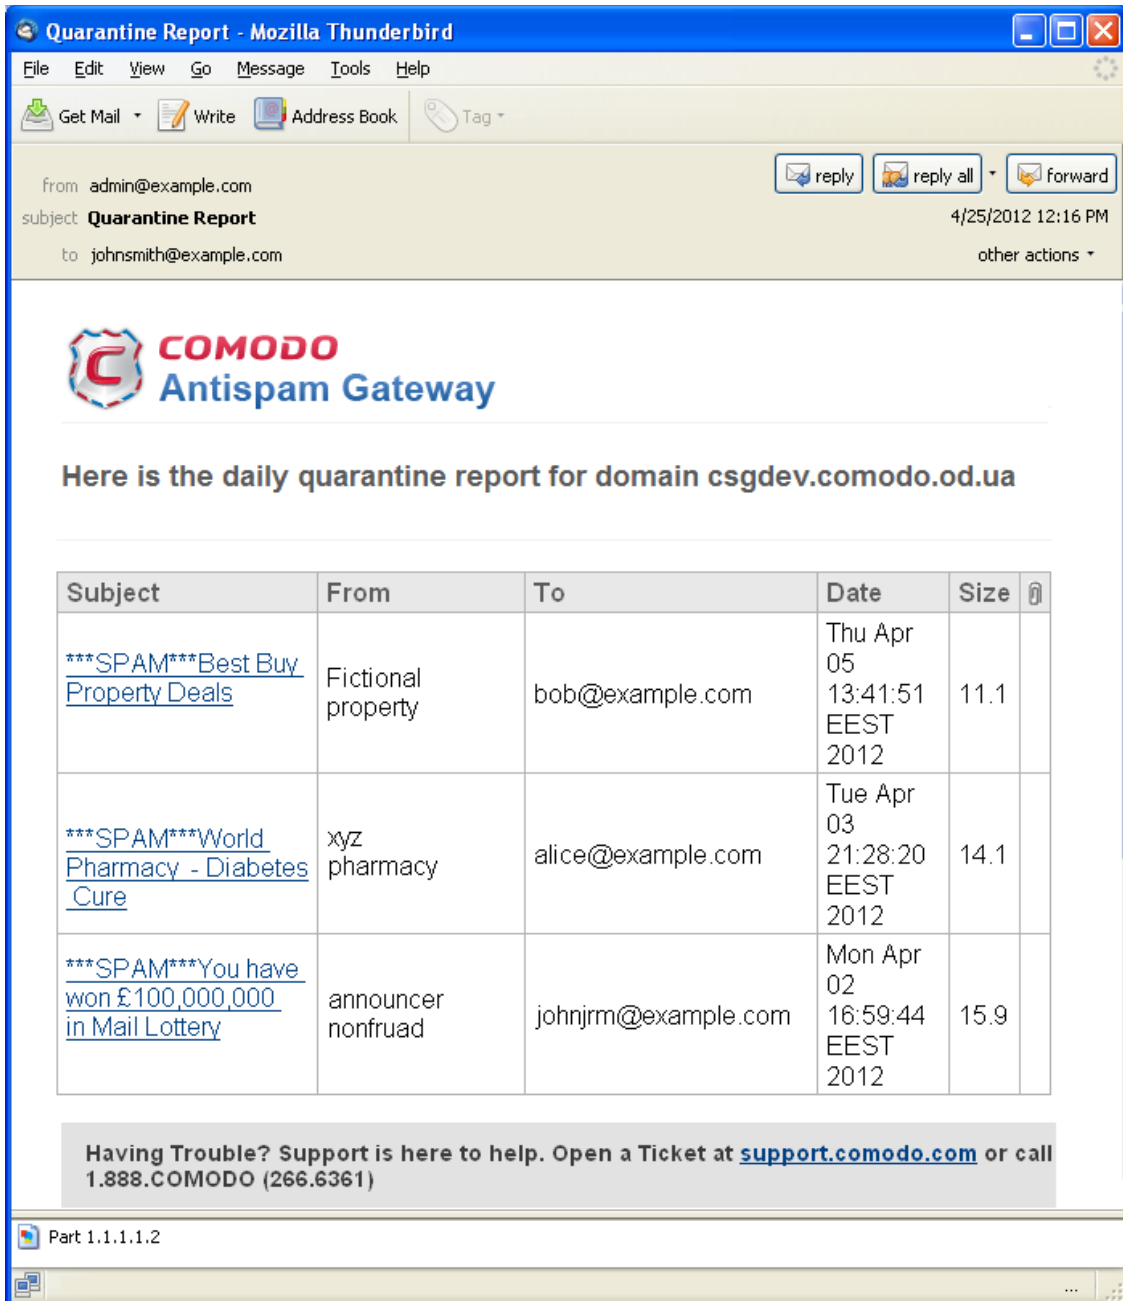 Quarantine Report - Mozilla Thunderbird
File Edit View Go Message Tools Help
Get Mail Write Address Book Tag
reply reply all forward
from admin@example.com
subject Quarantine Report 4/25/2012 12:16 PM
to johnsmith@example.com other actions
C COMODO
Antispam Gateway
Here is the daily quarantine report for domain csgdev.comodo.od.ua
Subject From To Date Size
***SPAM***Best Buy
Property Deals
Fictional
property
bob@example.com
Thu Apr
05
13:41:51
EEST
2012
11.1
***SPAM***World
Pharmacy - Diabetes
Cure
xyz
pharmacy
alice@example.com
Tue Apr
03
21:28:20
EEST
2012
14.1
***SPAM***You have
won £100,000,000
in Mail Lottery
announcer
nonfruad
johnjrm@example.com
Mon Apr
02
16:59:44
EEST
2012
15.9
Having Trouble? Support is here to help. Open a Ticket at support.comodo.com or call
1.888.COMODO (266.6361)
Part 1.1.1.1.2
...